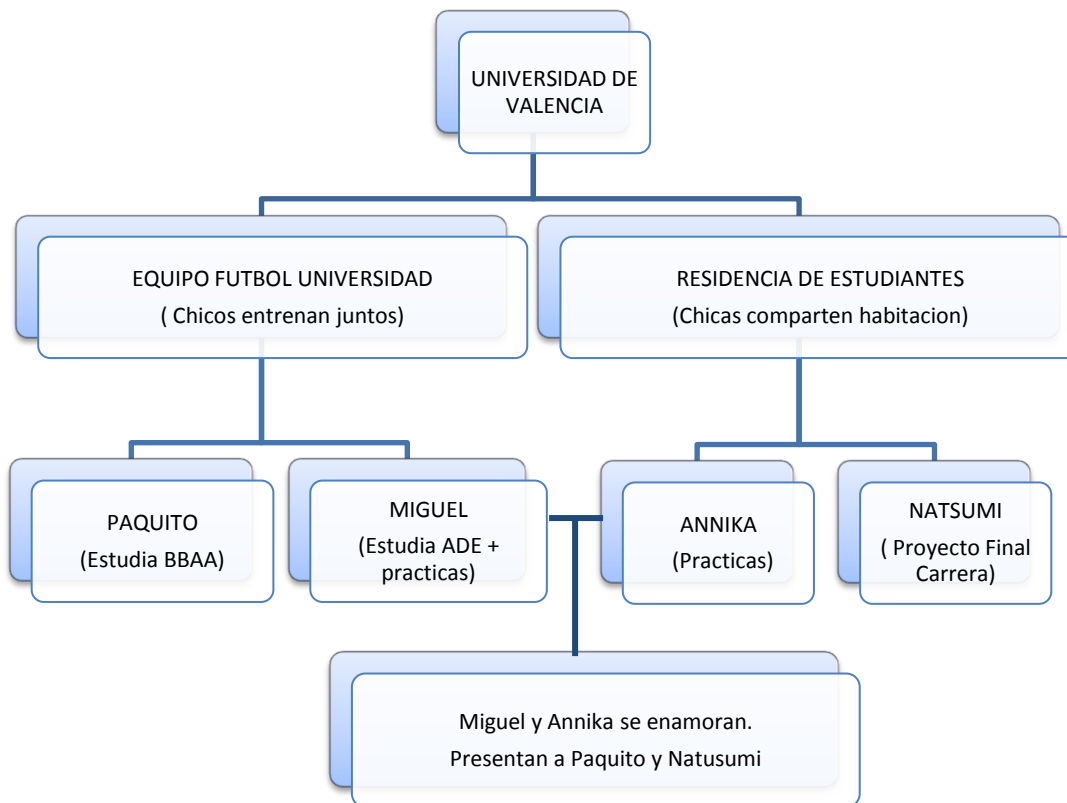 UNIVERSIDAD DE
VALENCIA
EQUIPO FUTBOL UNIVERSIDAD
( Chicos entrenan juntos)
RESIDENCIA DE ESTUDIANTES
(Chicas comparten habitacion)
PAQUITO
(Estudia BBAA)
MIGUEL
(Estudia ADE +
practicas)
ANNIKA
(Practicas)
NATSUMI
( Proyecto Final
Carrera)
Miguel y Annika se enamoran.
Presentan a Paquito y Natusumi